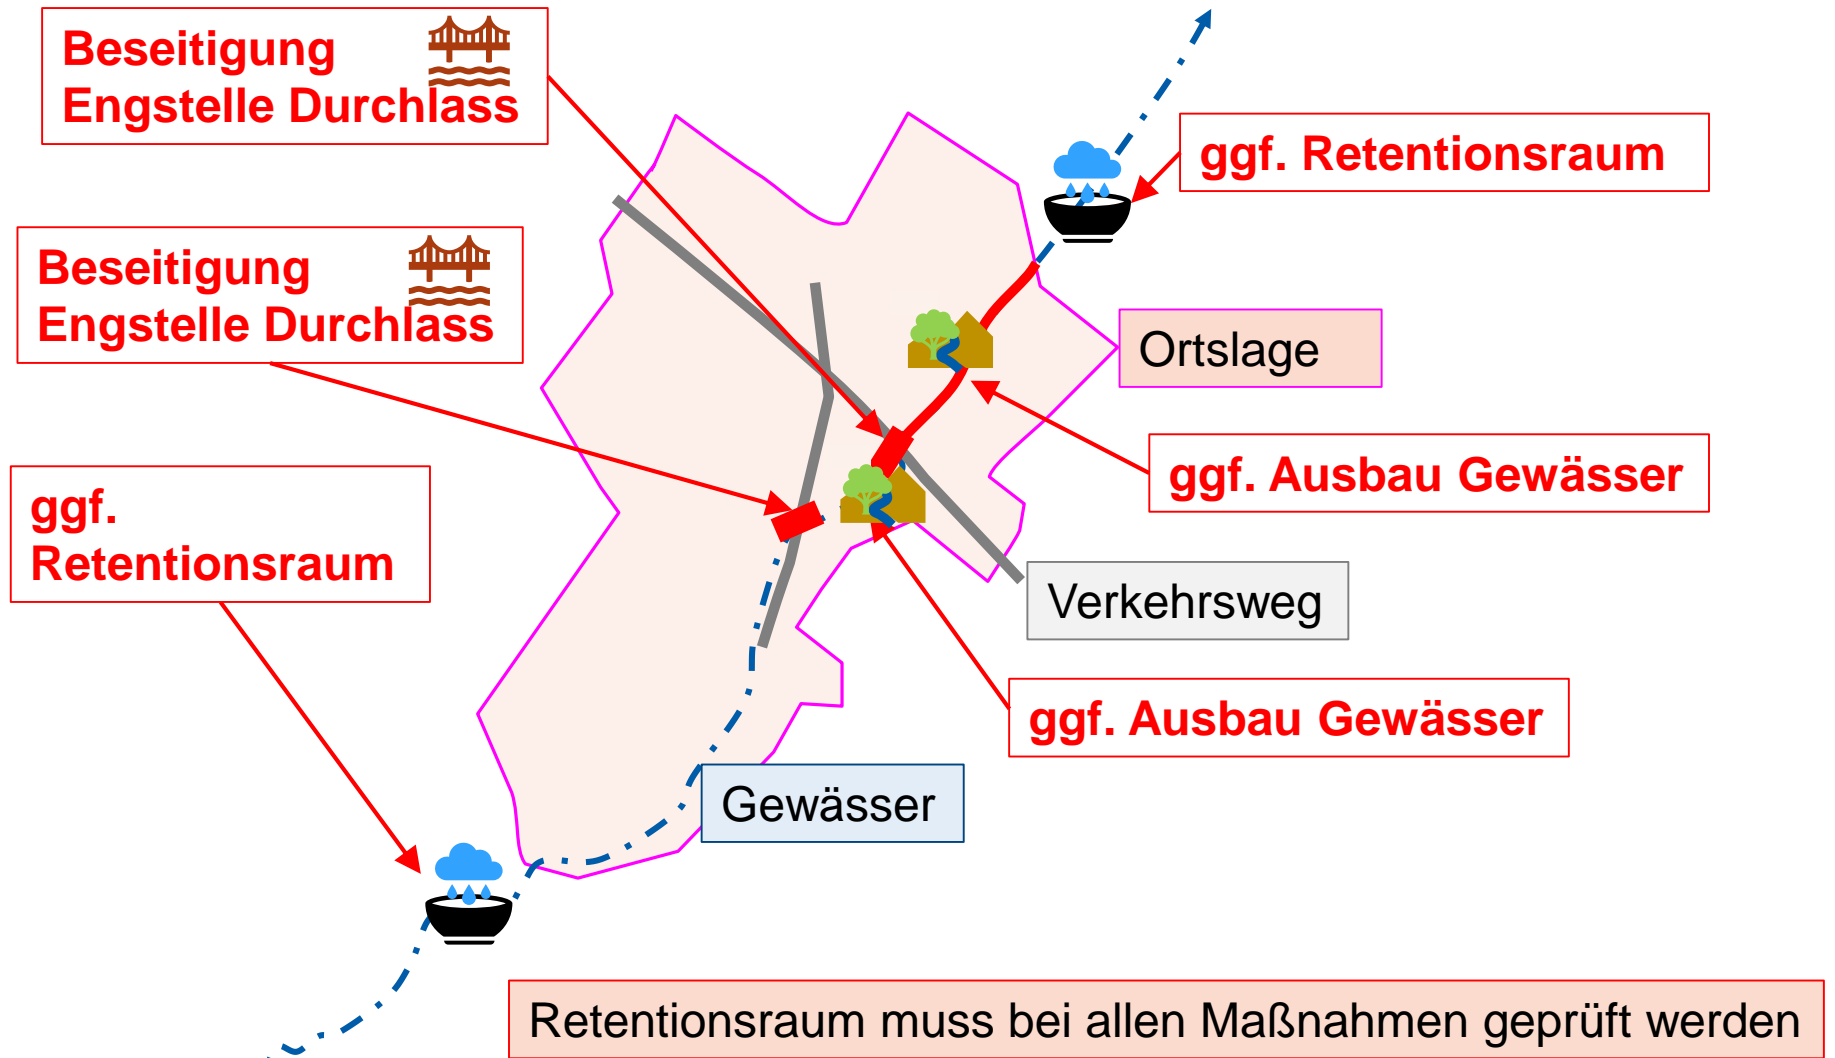 Beseitigung
Engstelle Durchlass
ggf. Retentionsraum
Beseitigung
Engstelle Durchlass
Ortslage
ggf. Ausbau Gewässer
ggf.
Retentionsraum
Verkehrsweg
ggf. Ausbau Gewässer
Gewässer
Retentionsraum muss bei allen Maßnahmen geprüft werden